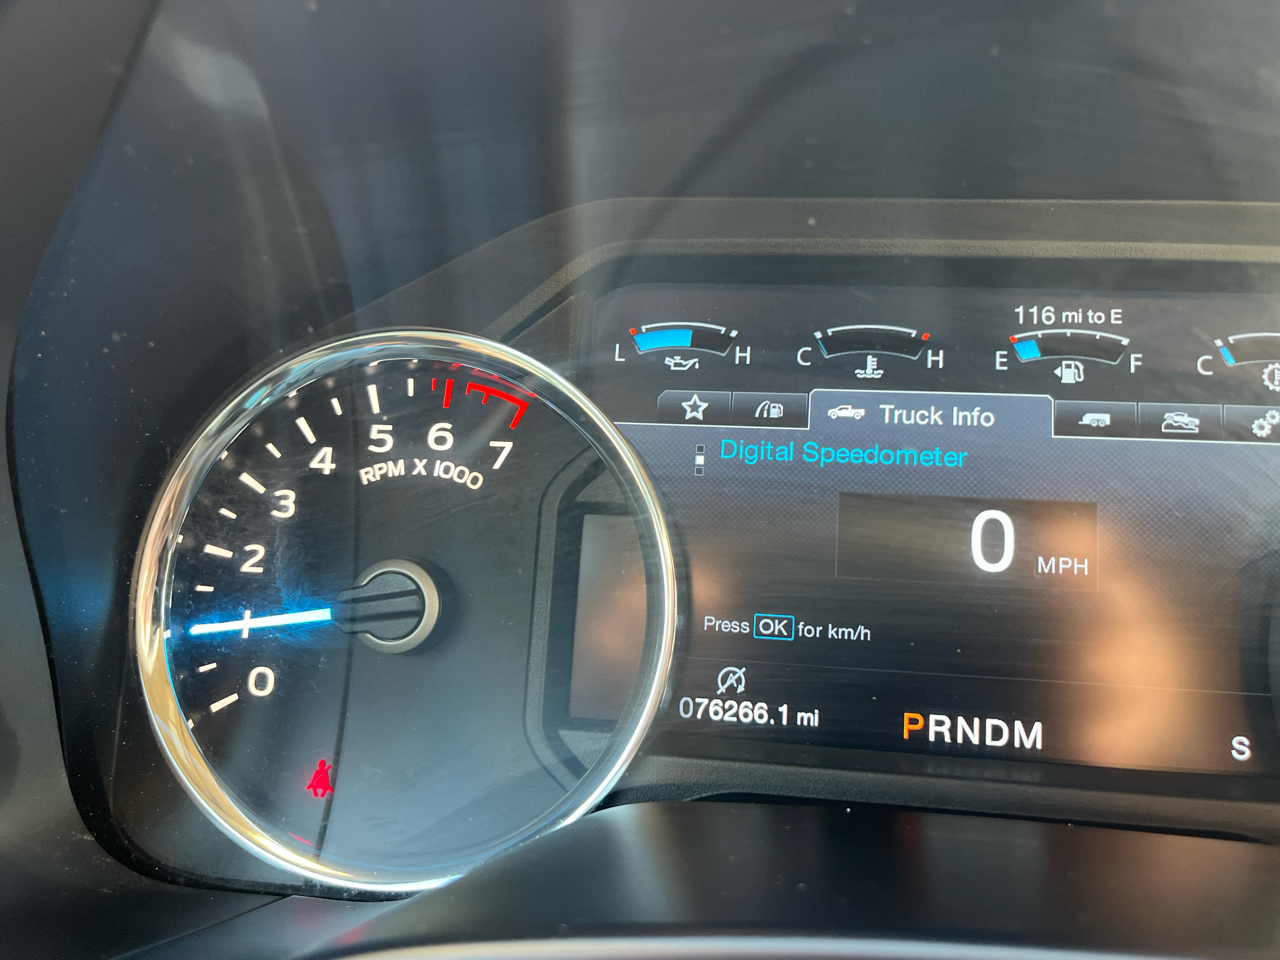 116 mi to E
L H
C H
E F
C
Truck Info
Digital Speedometer
0 MPH
Press OK for km/h
A
076266.1 mi
PRNDM
S
0
1
2
3
4
5
6
7
RPM X 1000